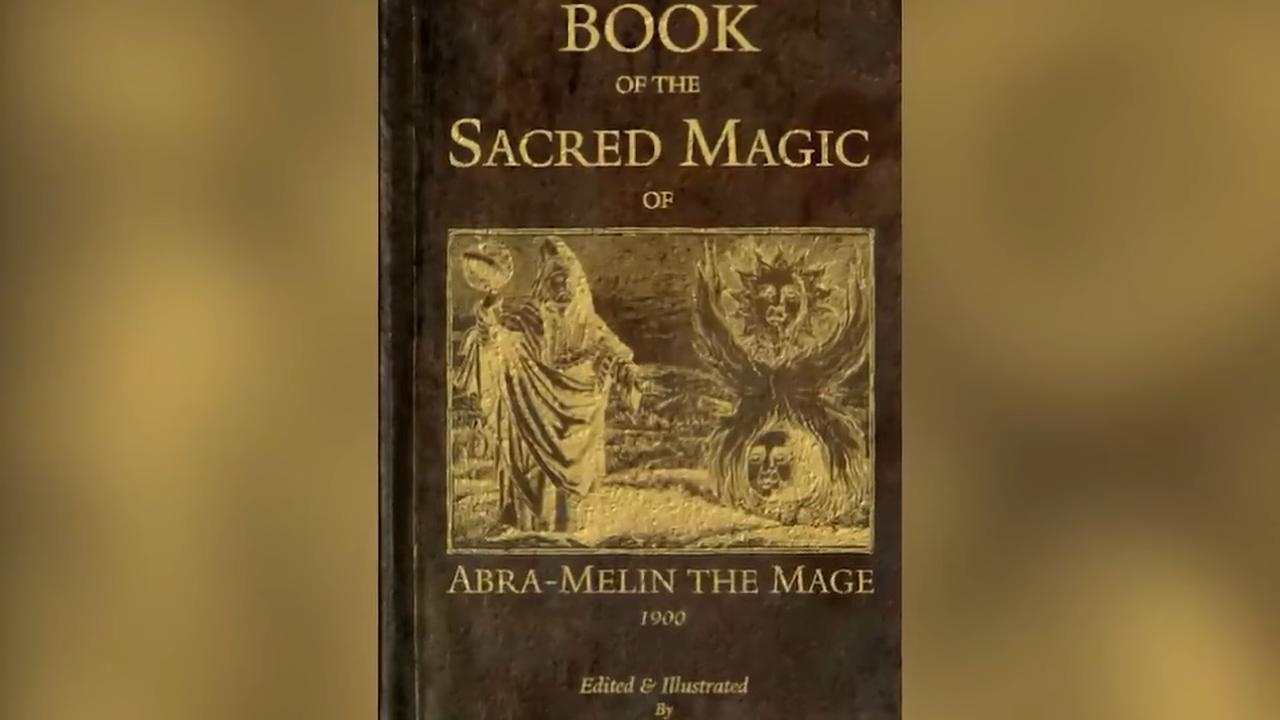 BOOK
OF THE
SACRED MAGIC
OF
ABRA-MELIN THE MAGE
1900
Edited & Illustrated
By